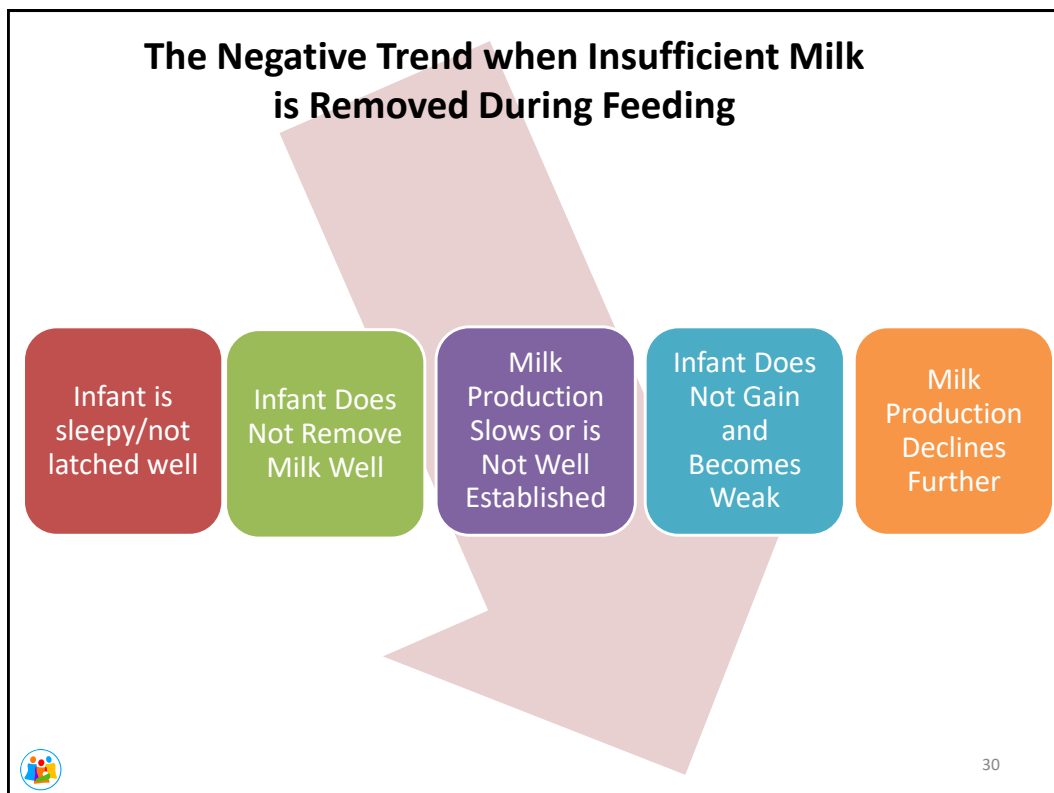 The Negative Trend when Insufficient Milk
is Removed During Feeding
Infant is
sleepy/not
latched well
Infant Does
Not Remove
Milk Well
Milk
Production
Slows or is
Not Well
Established
Infant Does
Not Gain
and
Becomes
Weak
Milk
Production
Declines
Further
30